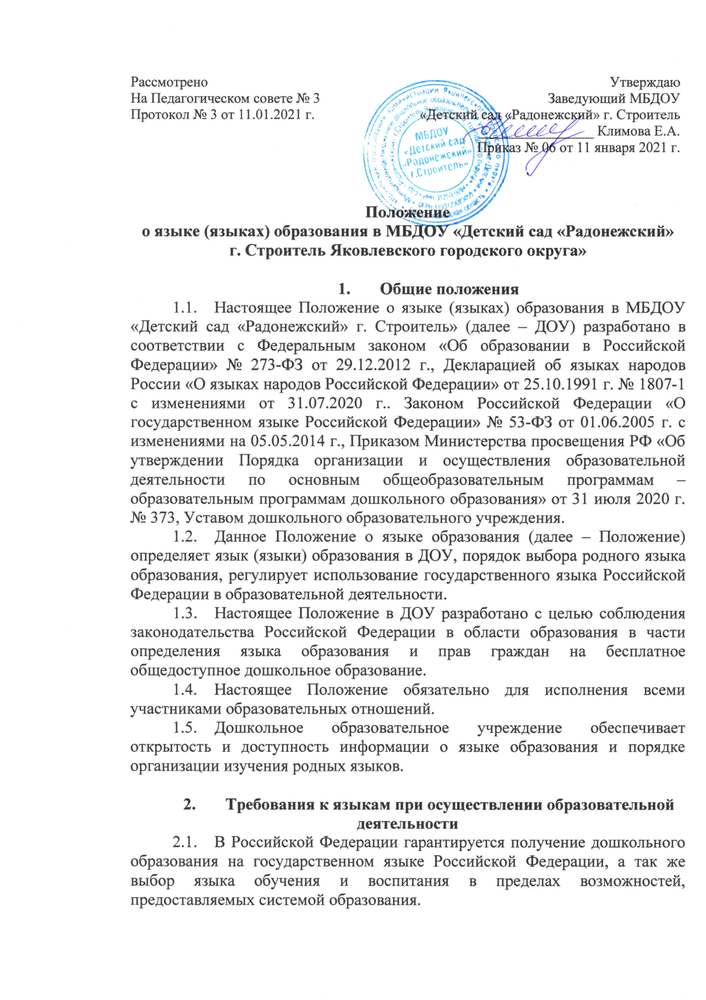 Рассмотрено
На Педагогическом совете № 3
Протокол № 3 от 11.01.2021 г.
Утверждаю
Заведующий МБДОУ
«Детский сад «Радонежский» г. Строитель
Климова Е.А.
Приказ № 06 от 11 января 2021 г.
МБДОУ
«Детский сад
«Радонежский»
г.Строитель»
Положение
о языке (языках) образования в МБДОУ «Детский сад «Радонежский»
г. Строитель Яковлевского городского округа»
1. Общие положения
1.1. Настоящее Положение о языке (языках) образования в МБДОУ
«Детский сад «Радонежский» г. Строитель» (далее – ДОУ) разработано в
соответствии с Федеральным законом «Об образовании в Российской
Федерации» № 273-ФЗ от 29.12.2012 г., Декларацией об языках народов
России «О языках народов Российской Федерации» от 25.10.1991 г. № 1807-1
с изменениями от 31.07.2020 г.. Законом Российской Федерации «О
государственном языке Российской Федерации» № 53-ФЗ от 01.06.2005 г. с
изменениями на 05.05.2014 г., Приказом Министерства просвещения РФ «Об
утверждении Порядка организации и осуществления образовательной
деятельности по основным общеобразовательным программам –
образовательным программам дошкольного образования» от 31 июля 2020 г.
№ 373, Уставом дошкольного образовательного учреждения.
1.2. Данное Положение о языке образования (далее – Положение)
определяет язык (языки) образования в ДОУ, порядок выбора родного языка
образования, регулирует использование государственного языка Российской
Федерации в образовательной деятельности.
1.3. Настоящее Положение в ДОУ разработано с целью соблюдения
законодательства Российской Федерации в области образования в части
определения языка образования и прав граждан на бесплатное
общедоступное дошкольное образование.
1.4. Настоящее Положение обязательно для исполнения всеми
участниками образовательных отношений.
1.5. Дошкольное образовательное учреждение обеспечивает
открытость и доступность информации о языке образования и порядке
организации изучения родных языков.
2. Требования к языкам при осуществлении образовательной
деятельности
2.1. В Российской Федерации гарантируется получение дошкольного
образования на государственном языке Российской Федерации, а так же
выбор языка обучения и воспитания в пределах возможностей,
предоставляемых системой образования.